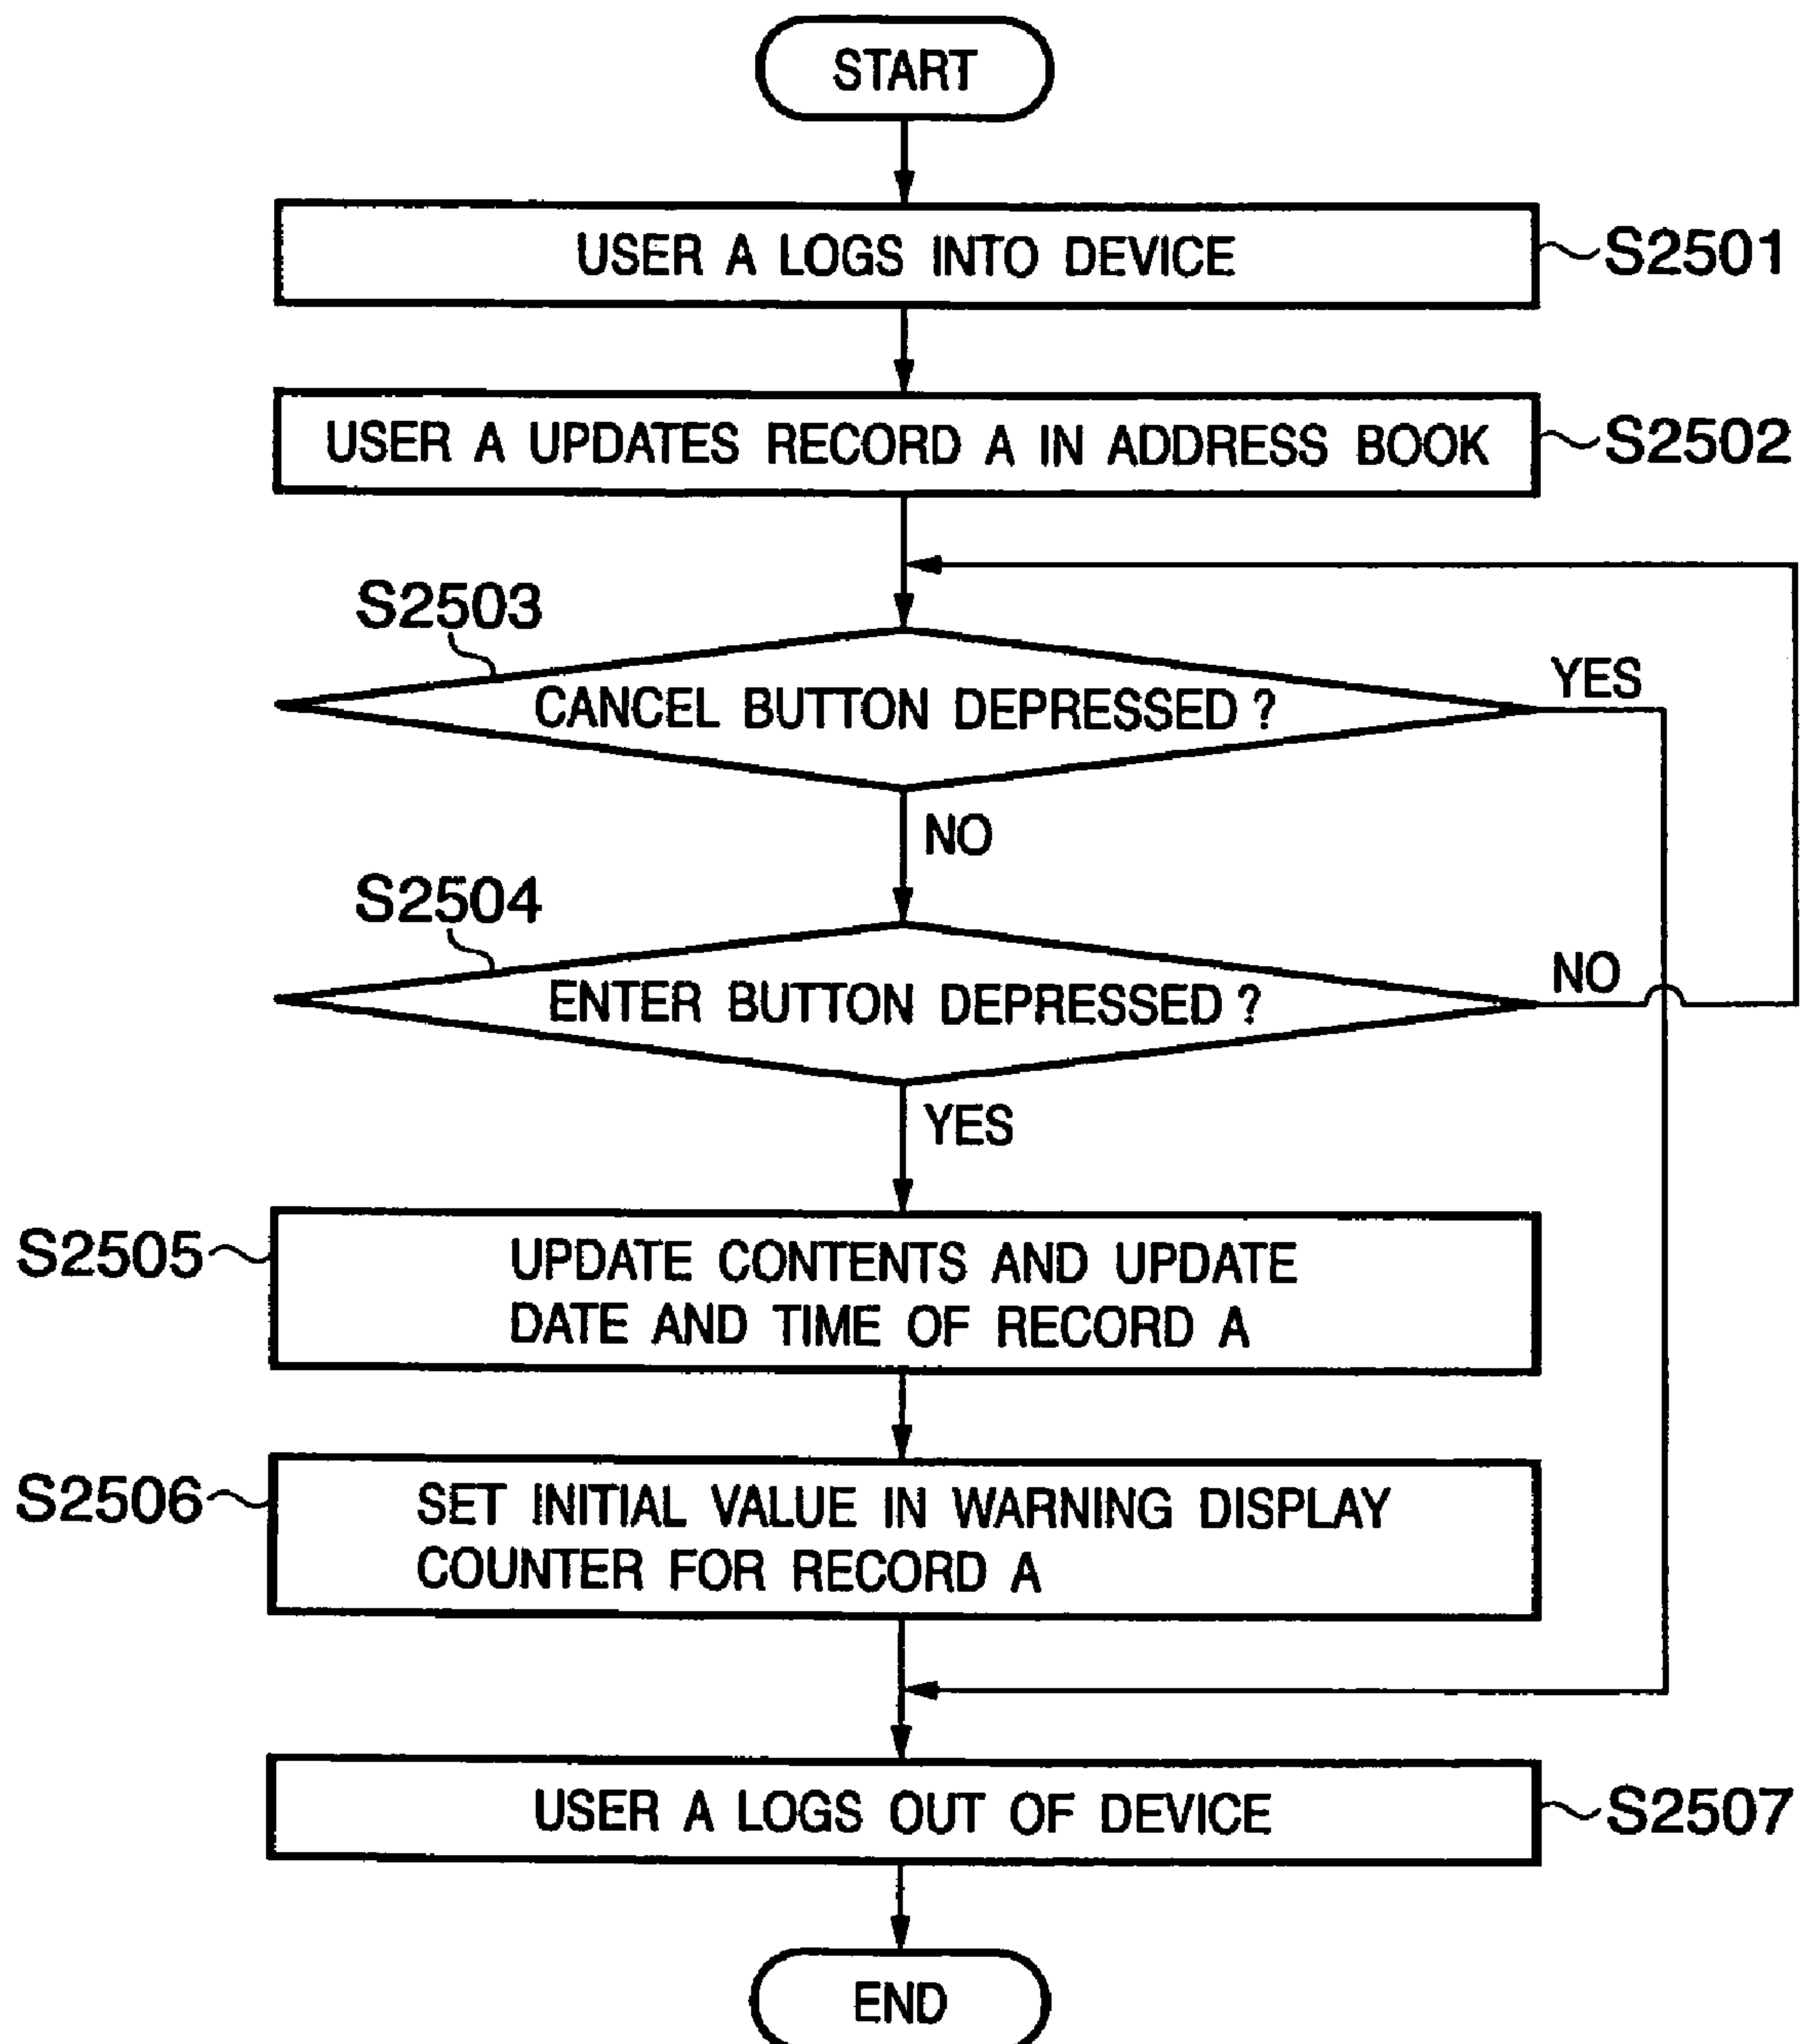 START
USER A LOGS INTO DEVICE
S2501
USER A UPDATES RECORD A IN ADDRESS BOOK
S2502
S2503
CANCEL BUTTON DEPRESSED ?
YES
NO
S2504
ENTER BUTTON DEPRESSED ?
NO
YES
S2505
UPDATE CONTENTS AND UPDATE
DATE AND TIME OF RECORD A
S2506
SET INITIAL VALUE IN WARNING DISPLAY
COUNTER FOR RECORD A
USER A LOGS OUT OF DEVICE
S2507
END